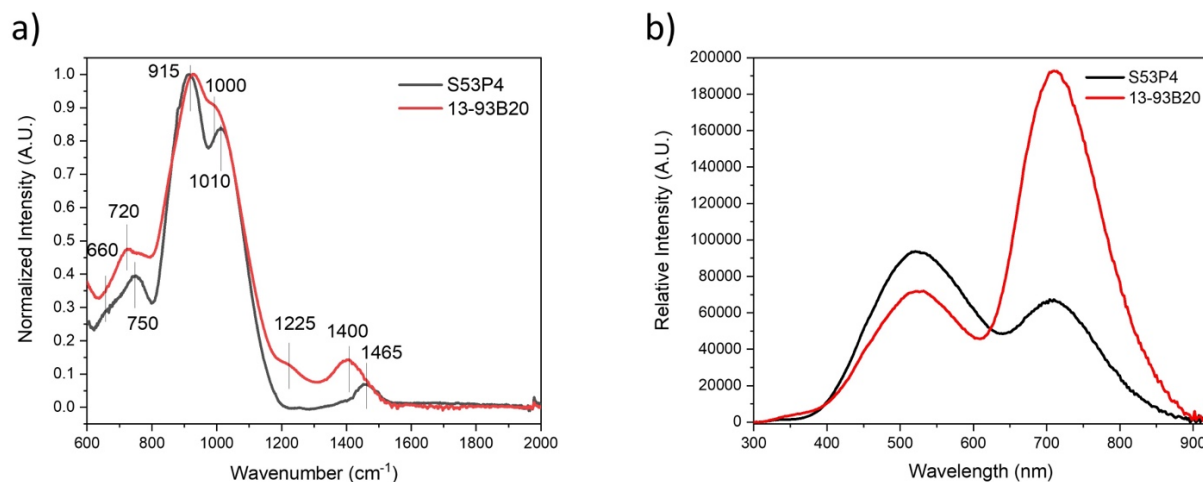 a)
Normalized Intensity (A.U.)
1.0
0.9
0.8
0.7
0.6
0.5
0.4
0.3
0.2
0.1
0.0
915
1000
1010
720
660
750
1225
1400
1465
S53P4
13-93B20
600 800 1000 1200 1400 1600 1800 2000
Wavenumber (cm⁻¹)
b)
Relative Intensity (A.U.)
200000
180000
160000
140000
120000
100000
80000
60000
40000
20000
0
S53P4
13-93B20
300 400 500 600 700 800 900
Wavelength (nm)